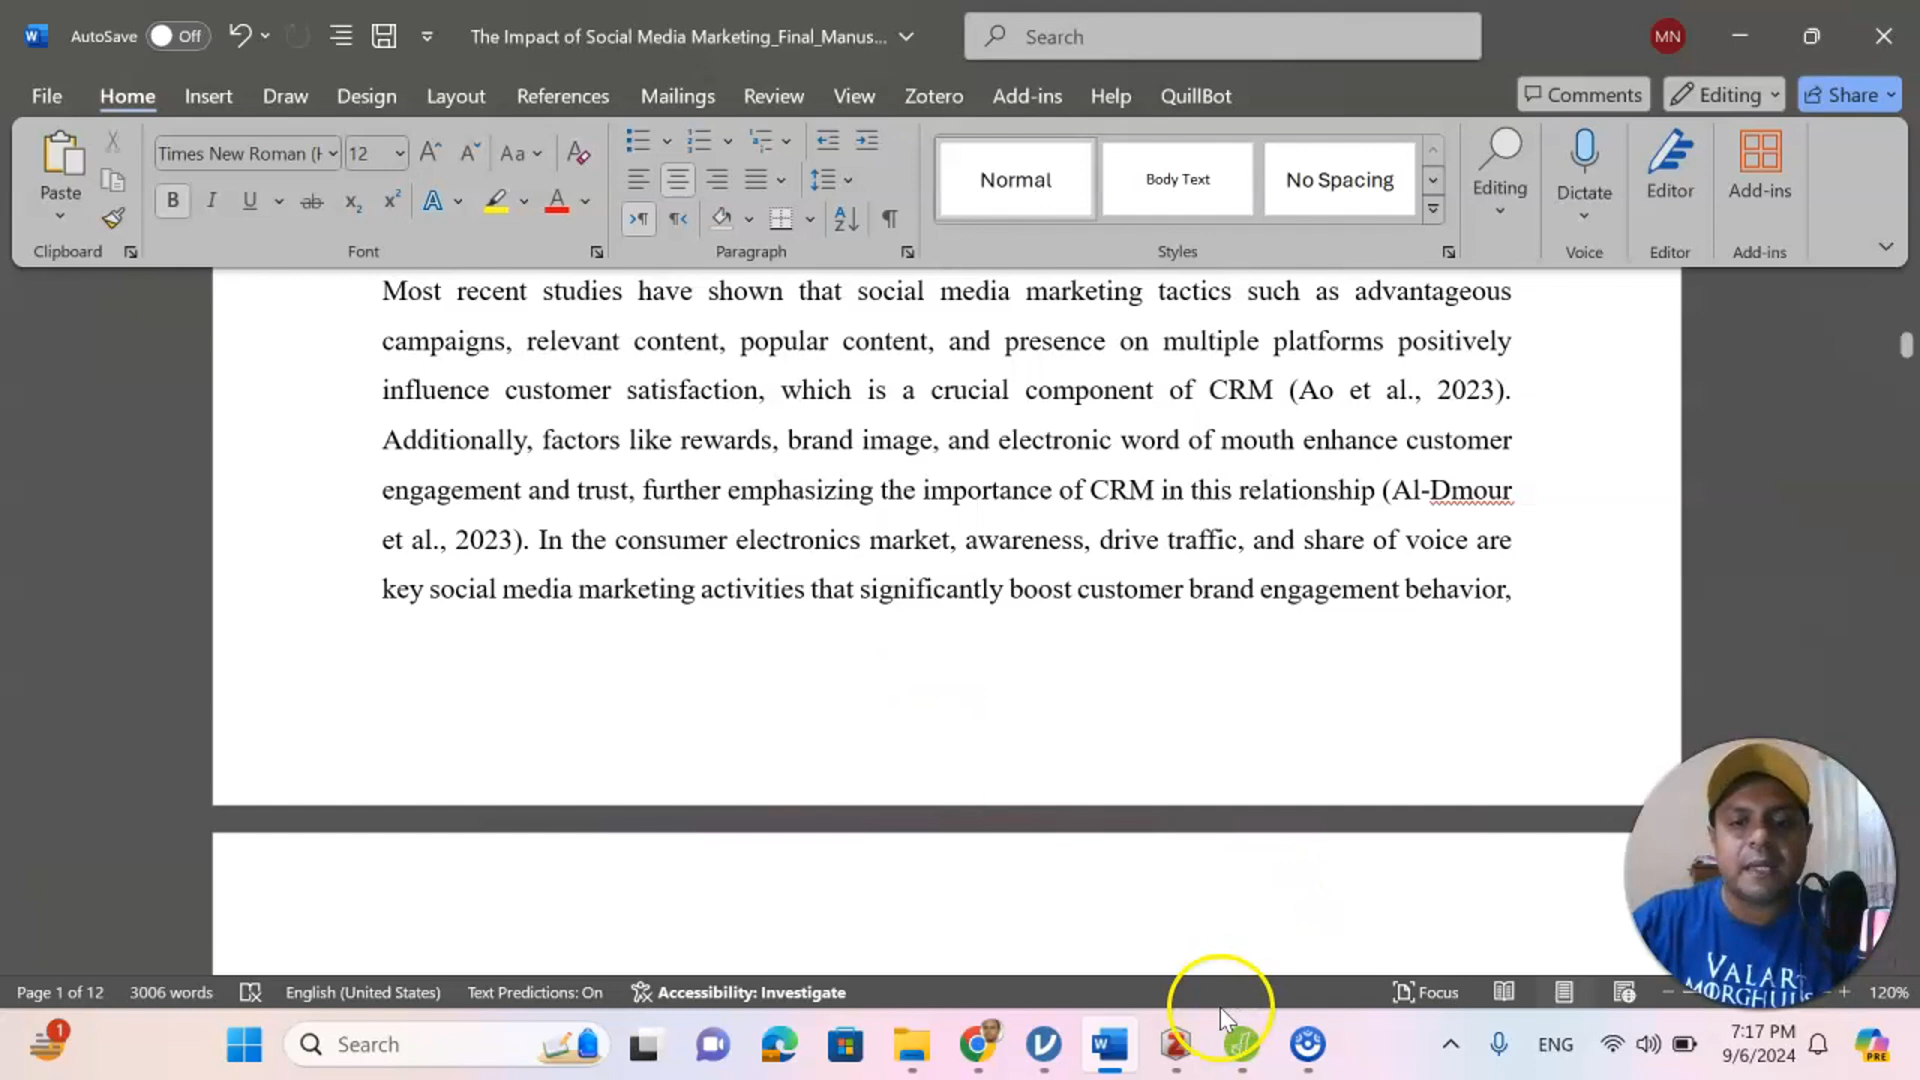 AutoSave Off The Impact of Social Media Marketing_Final_Manus... Search MN
File Home Insert Draw Design Layout References Mailings Review View Zotero Add-ins Help QuillBot Comments Editing Share
Times New Roman (H 12 Aa
Paste B I U ab x₂ x² A A Normal Body Text No Spacing Editing Dictate Editor Add-ins
Clipboard Font Paragraph Styles Voice Editor Add-ins
Most recent studies have shown that social media marketing tactics such as advantageous
campaigns, relevant content, popular content, and presence on multiple platforms positively
influence customer satisfaction, which is a crucial component of CRM (Ao et al., 2023).
Additionally, factors like rewards, brand image, and electronic word of mouth enhance customer
engagement and trust, further emphasizing the importance of CRM in this relationship (Al-Dmour
et al., 2023). In the consumer electronics market, awareness, drive traffic, and share of voice are
key social media marketing activities that significantly boost customer brand engagement behavior,
VALAR
MORGHULIS
Page 1 of 12 3006 words English (United States) Text Predictions: On Accessibility: Investigate Focus 120%
1 Search ENG 7:17 PM
9/6/2024 PRE